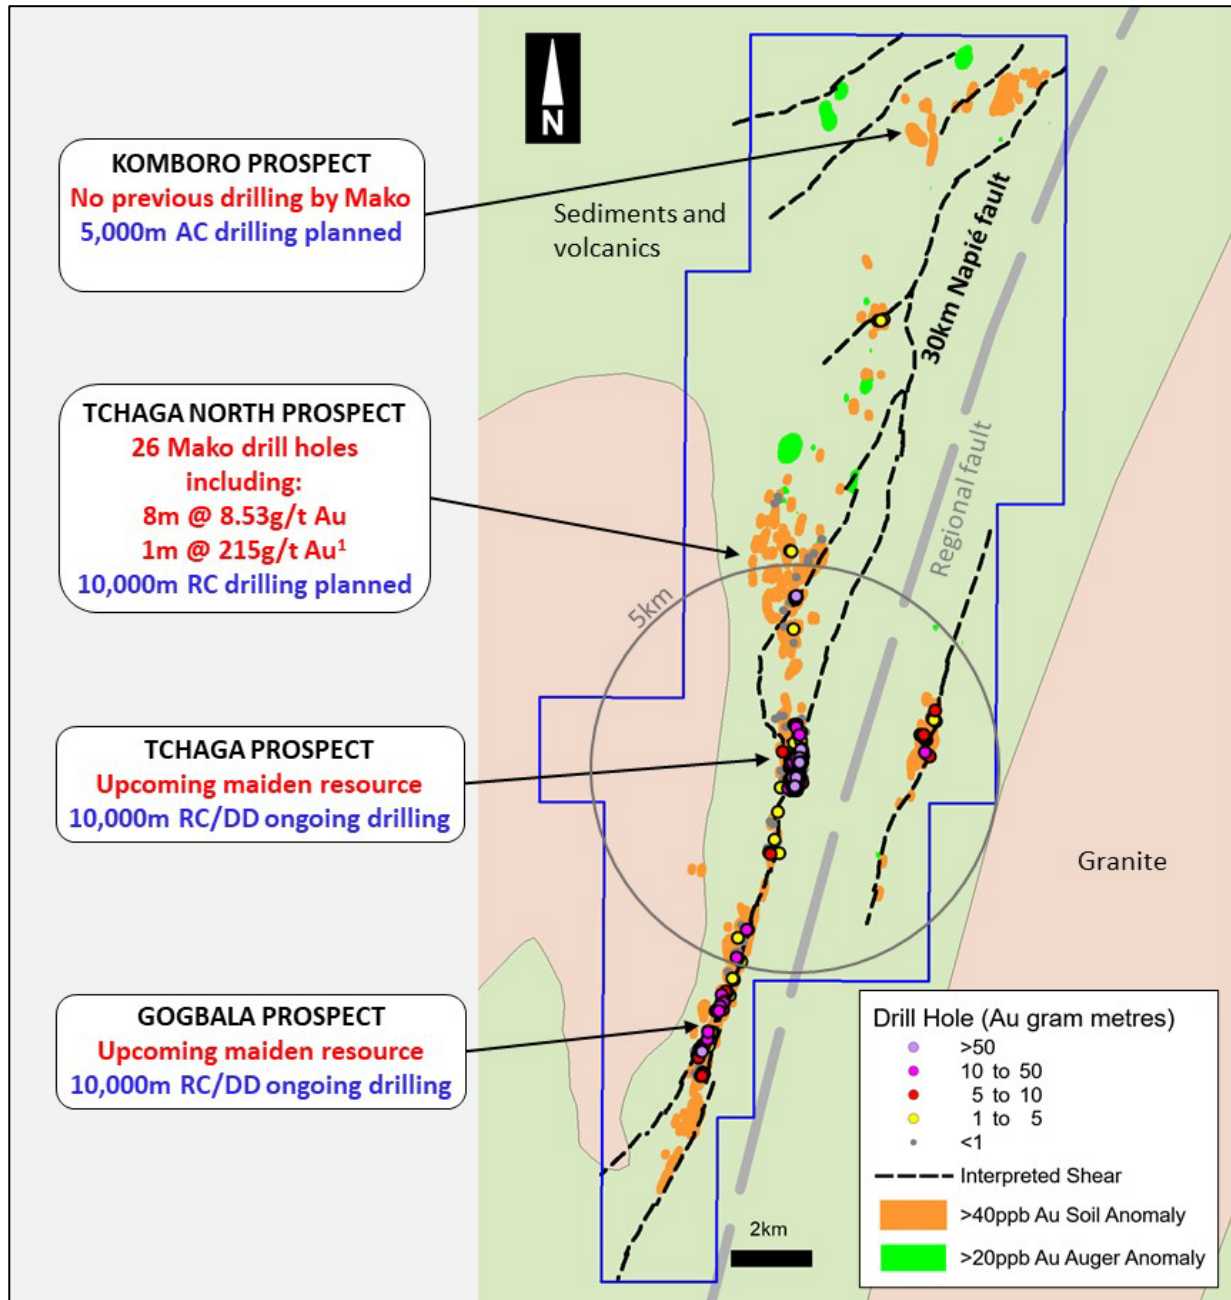 N
KOMBORO PROSPECT
No previous drilling by Mako
5,000m AC drilling planned
Sediments and
volcanics
30km Napié fault
TCHAGA NORTH PROSPECT
26 Mako drill holes
including:
8m @ 8.53g/t Au
1m @ 215g/t Au¹
10,000m RC drilling planned
Regional fault
5km
TCHAGA PROSPECT
Upcoming maiden resource
10,000m RC/DD ongoing drilling
Granite
GOGBALA PROSPECT
Upcoming maiden resource
10,000m RC/DD ongoing drilling
Drill Hole (Au gram metres)
>50
10 to 50
5 to 10
1 to 5
<1
Interpreted Shear
>40ppb Au Soil Anomaly
>20ppb Au Auger Anomaly
2km